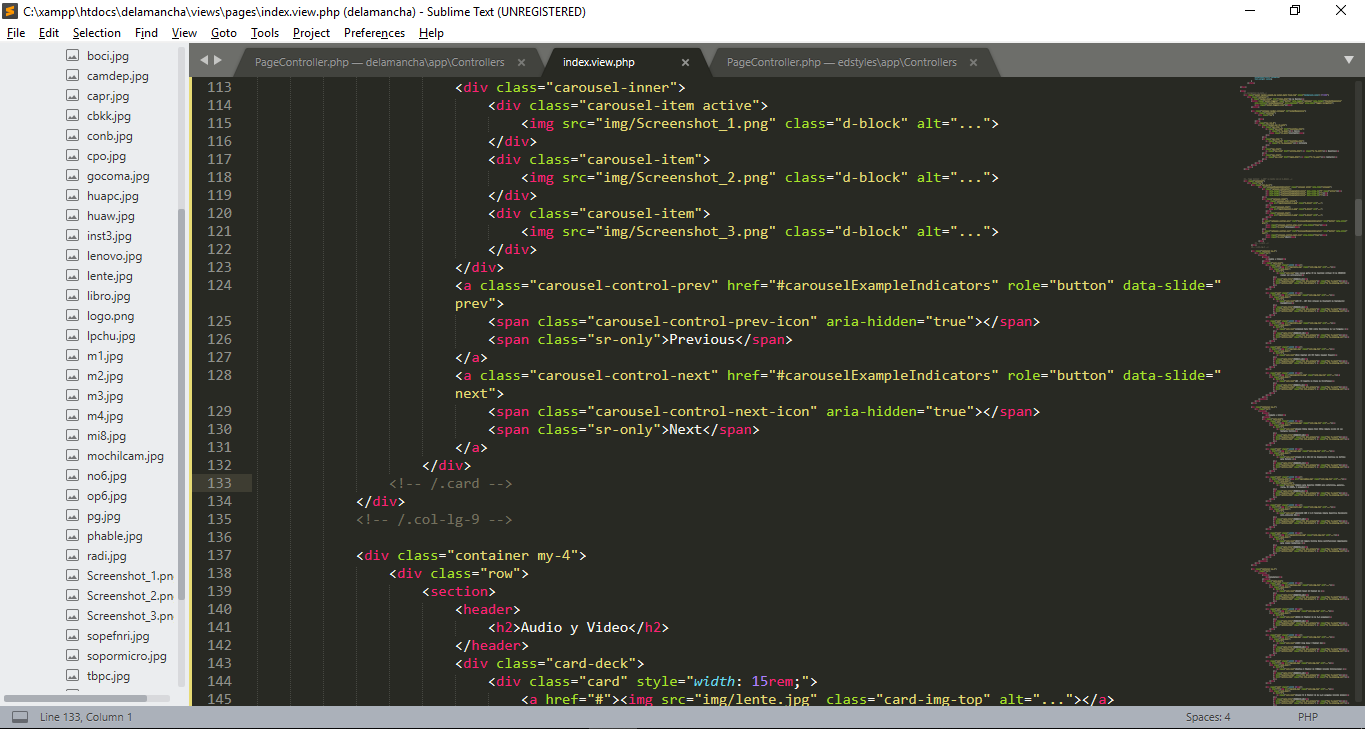 C:\xampp\htdocs\delamancha\views\pages\index.view.php (delamancha) - Sublime Text (UNREGISTERED)
File Edit Selection Find View Goto Tools Project Preferences Help
PageController.php — delamancha\app\Controllers × index.view.php × PageController.php — edstyles\app\Controllers ×
boci.jpg
camdep.jpg
capr.jpg
cbkk.jpg
conb.jpg
cpo.jpg
gocoma.jpg
huapc.jpg
huaw.jpg
inst3.jpg
lenovo.jpg
lente.jpg
libro.jpg
logo.png
lpchu.jpg
m1.jpg
m2.jpg
m3.jpg
m4.jpg
mi8.jpg
mochilcam.jpg
no6.jpg
op6.jpg
pg.jpg
phable.jpg
radi.jpg
Screenshot_1.pn
Screenshot_2.pn
Screenshot_3.pn
sopefnri.jpg
sopormicro.jpg
tbpc.jpg
113 <div class="carousel-inner">
114 <div class="carousel-item active">
115 <img src="img/Screenshot_1.png" class="d-block" alt="...">
116 </div>
117 <div class="carousel-item">
118 <img src="img/Screenshot_2.png" class="d-block" alt="...">
119 </div>
120 <div class="carousel-item">
121 <img src="img/Screenshot_3.png" class="d-block" alt="...">
122 </div>
123 </div>
124 <a class="carousel-control-prev" href="#carouselExampleIndicators" role="button" data-slide="
prev">
125 <span class="carousel-control-prev-icon" aria-hidden="true"></span>
126 <span class="sr-only">Previous</span>
127 </a>
128 <a class="carousel-control-next" href="#carouselExampleIndicators" role="button" data-slide="
next">
129 <span class="carousel-control-next-icon" aria-hidden="true"></span>
130 <span class="sr-only">Next</span>
131 </a>
132 </div>
133 <!-- /.card -->
134 </div>
135 <!-- /.col-lg-9 -->
136
137 <div class="container my-4">
138 <div class="row">
139 <section>
140 <header>
141 <h2>Audio y Video</h2>
142 </header>
143 <div class="card-deck">
144 <div class="card" style="width: 15rem;">
145 <a href="#"><img src="img/lente.jpg" class="card-img-top" alt="..."></a>
Line 133, Column 1 Spaces: 4 PHP